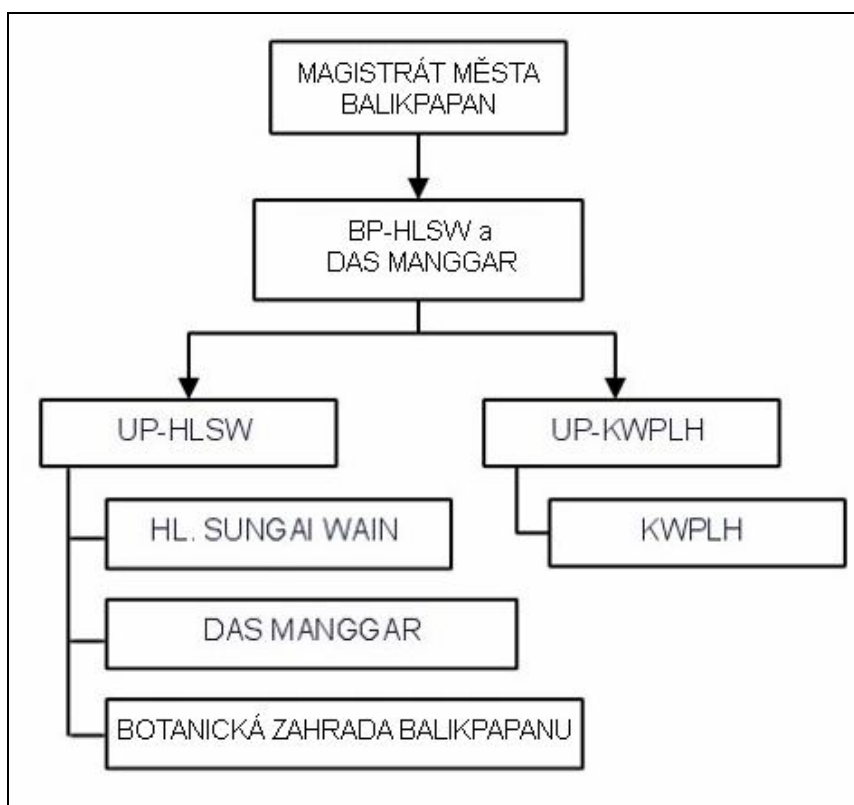 MAGISTRÁT MĚSTA
BALIKPAPAN
BP-HLSW a
DAS MANGGAR
UP-HLSW
UP-KWPLH
HL. SUNGAI WAIN
KWPLH
DAS MANGGAR
BOTANICKÁ ZAHRADA BALIKPAPANU